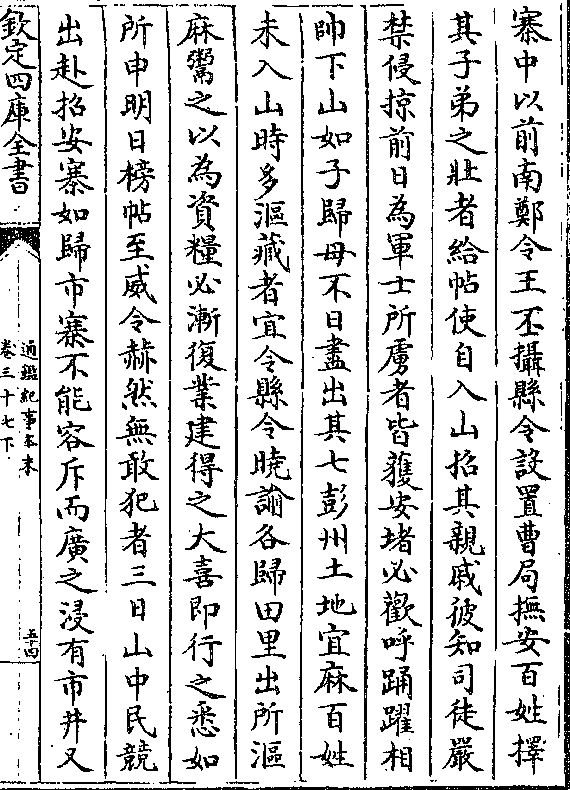 寨中以前南鄭令王丕攝縣令設置曹局撫安百姓擇
其子弟之壯者給帖使自入山招其親戚彼知司徒嚴
禁侵掠前日為軍士所虜者皆獲安堵必歡呼踊躍相
帥下山如子歸母不日盡出其七彭州土地宜麻百姓
未入山時多漚藏者宜令縣令曉諭各歸田里出所漚
麻鬻之以為資糧必漸復業建得之大喜即行之悉如
所申明日榜帖至威令赫然無敢犯者三日山中民競
出赴招安寨如歸市寨不能容斥而廣之浸有市井又
欽定四庫全書
通鑑紀事本末
卷三十七下
五十四